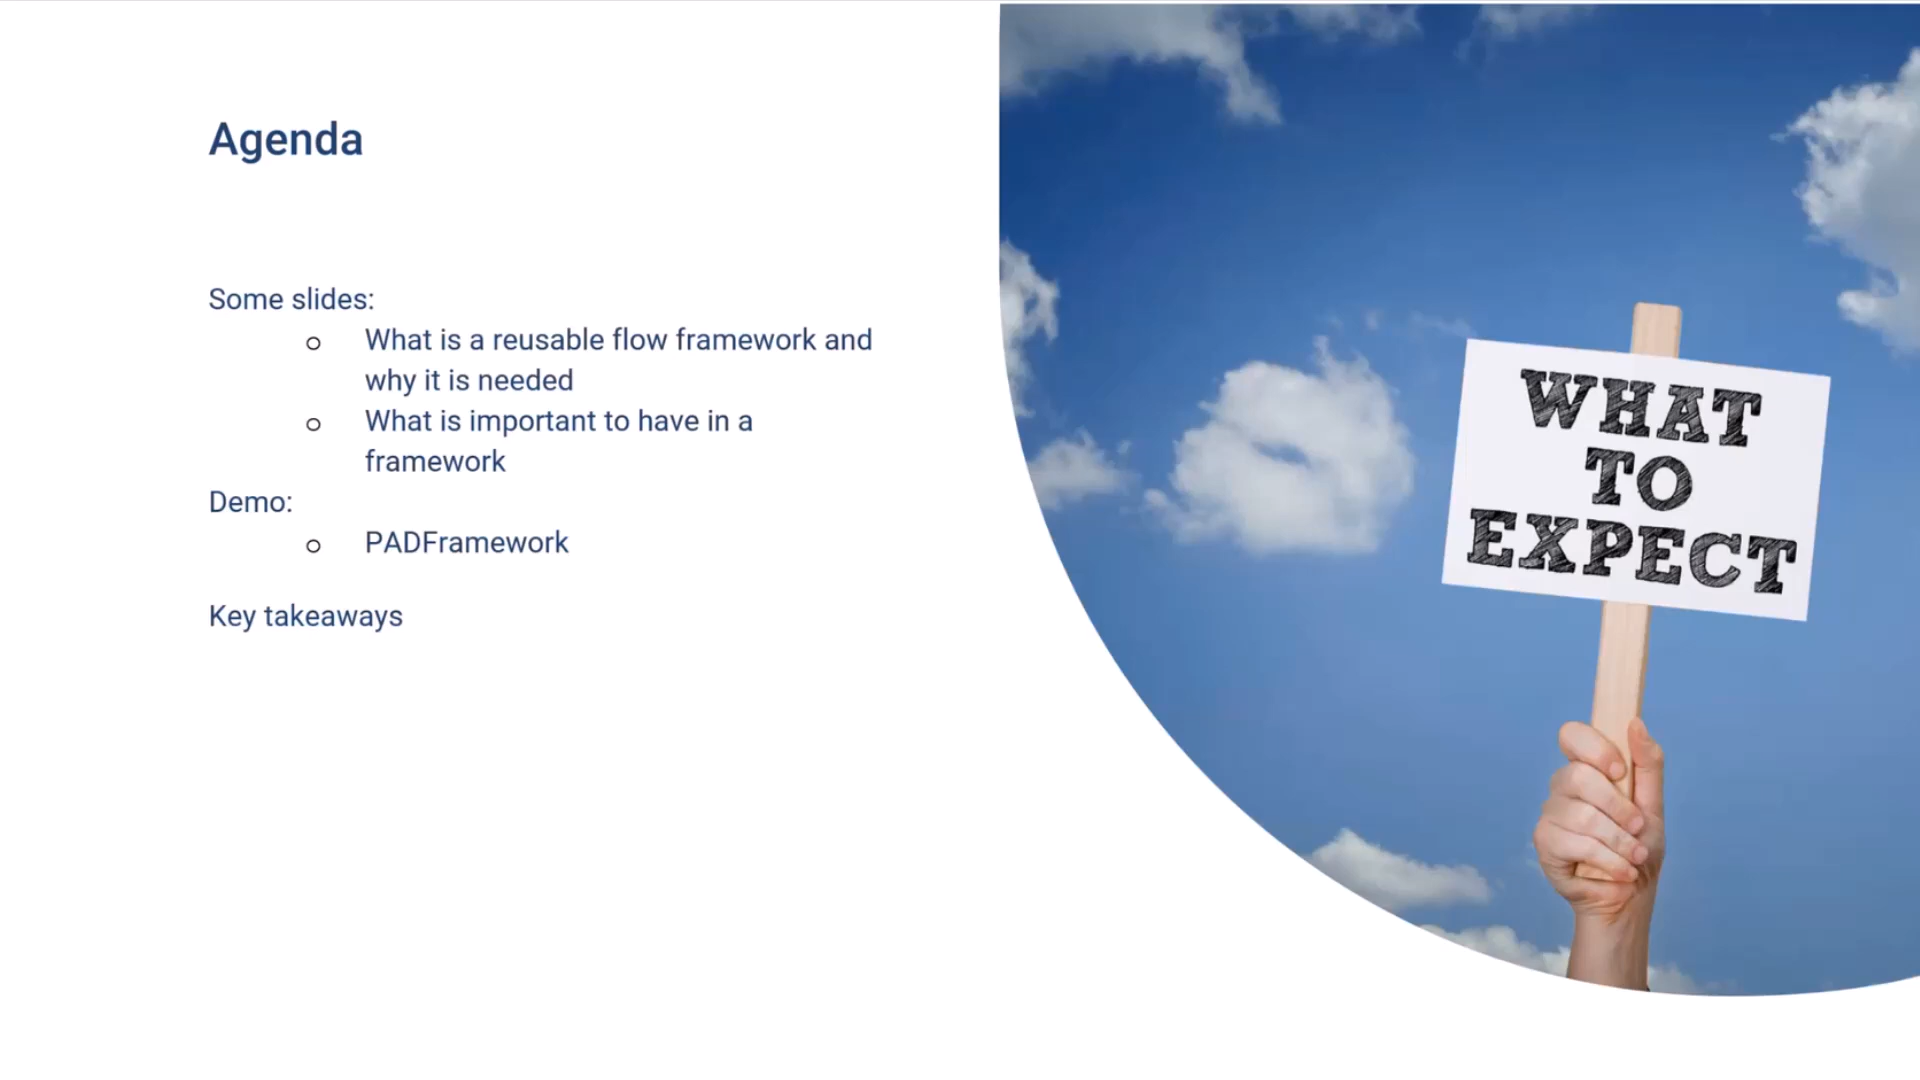 Agenda
Some slides:
o What is a reusable flow framework and
why it is needed
o What is important to have in a
framework
Demo:
o PADFramework
Key takeaways
WHAT
TO
EXPECT